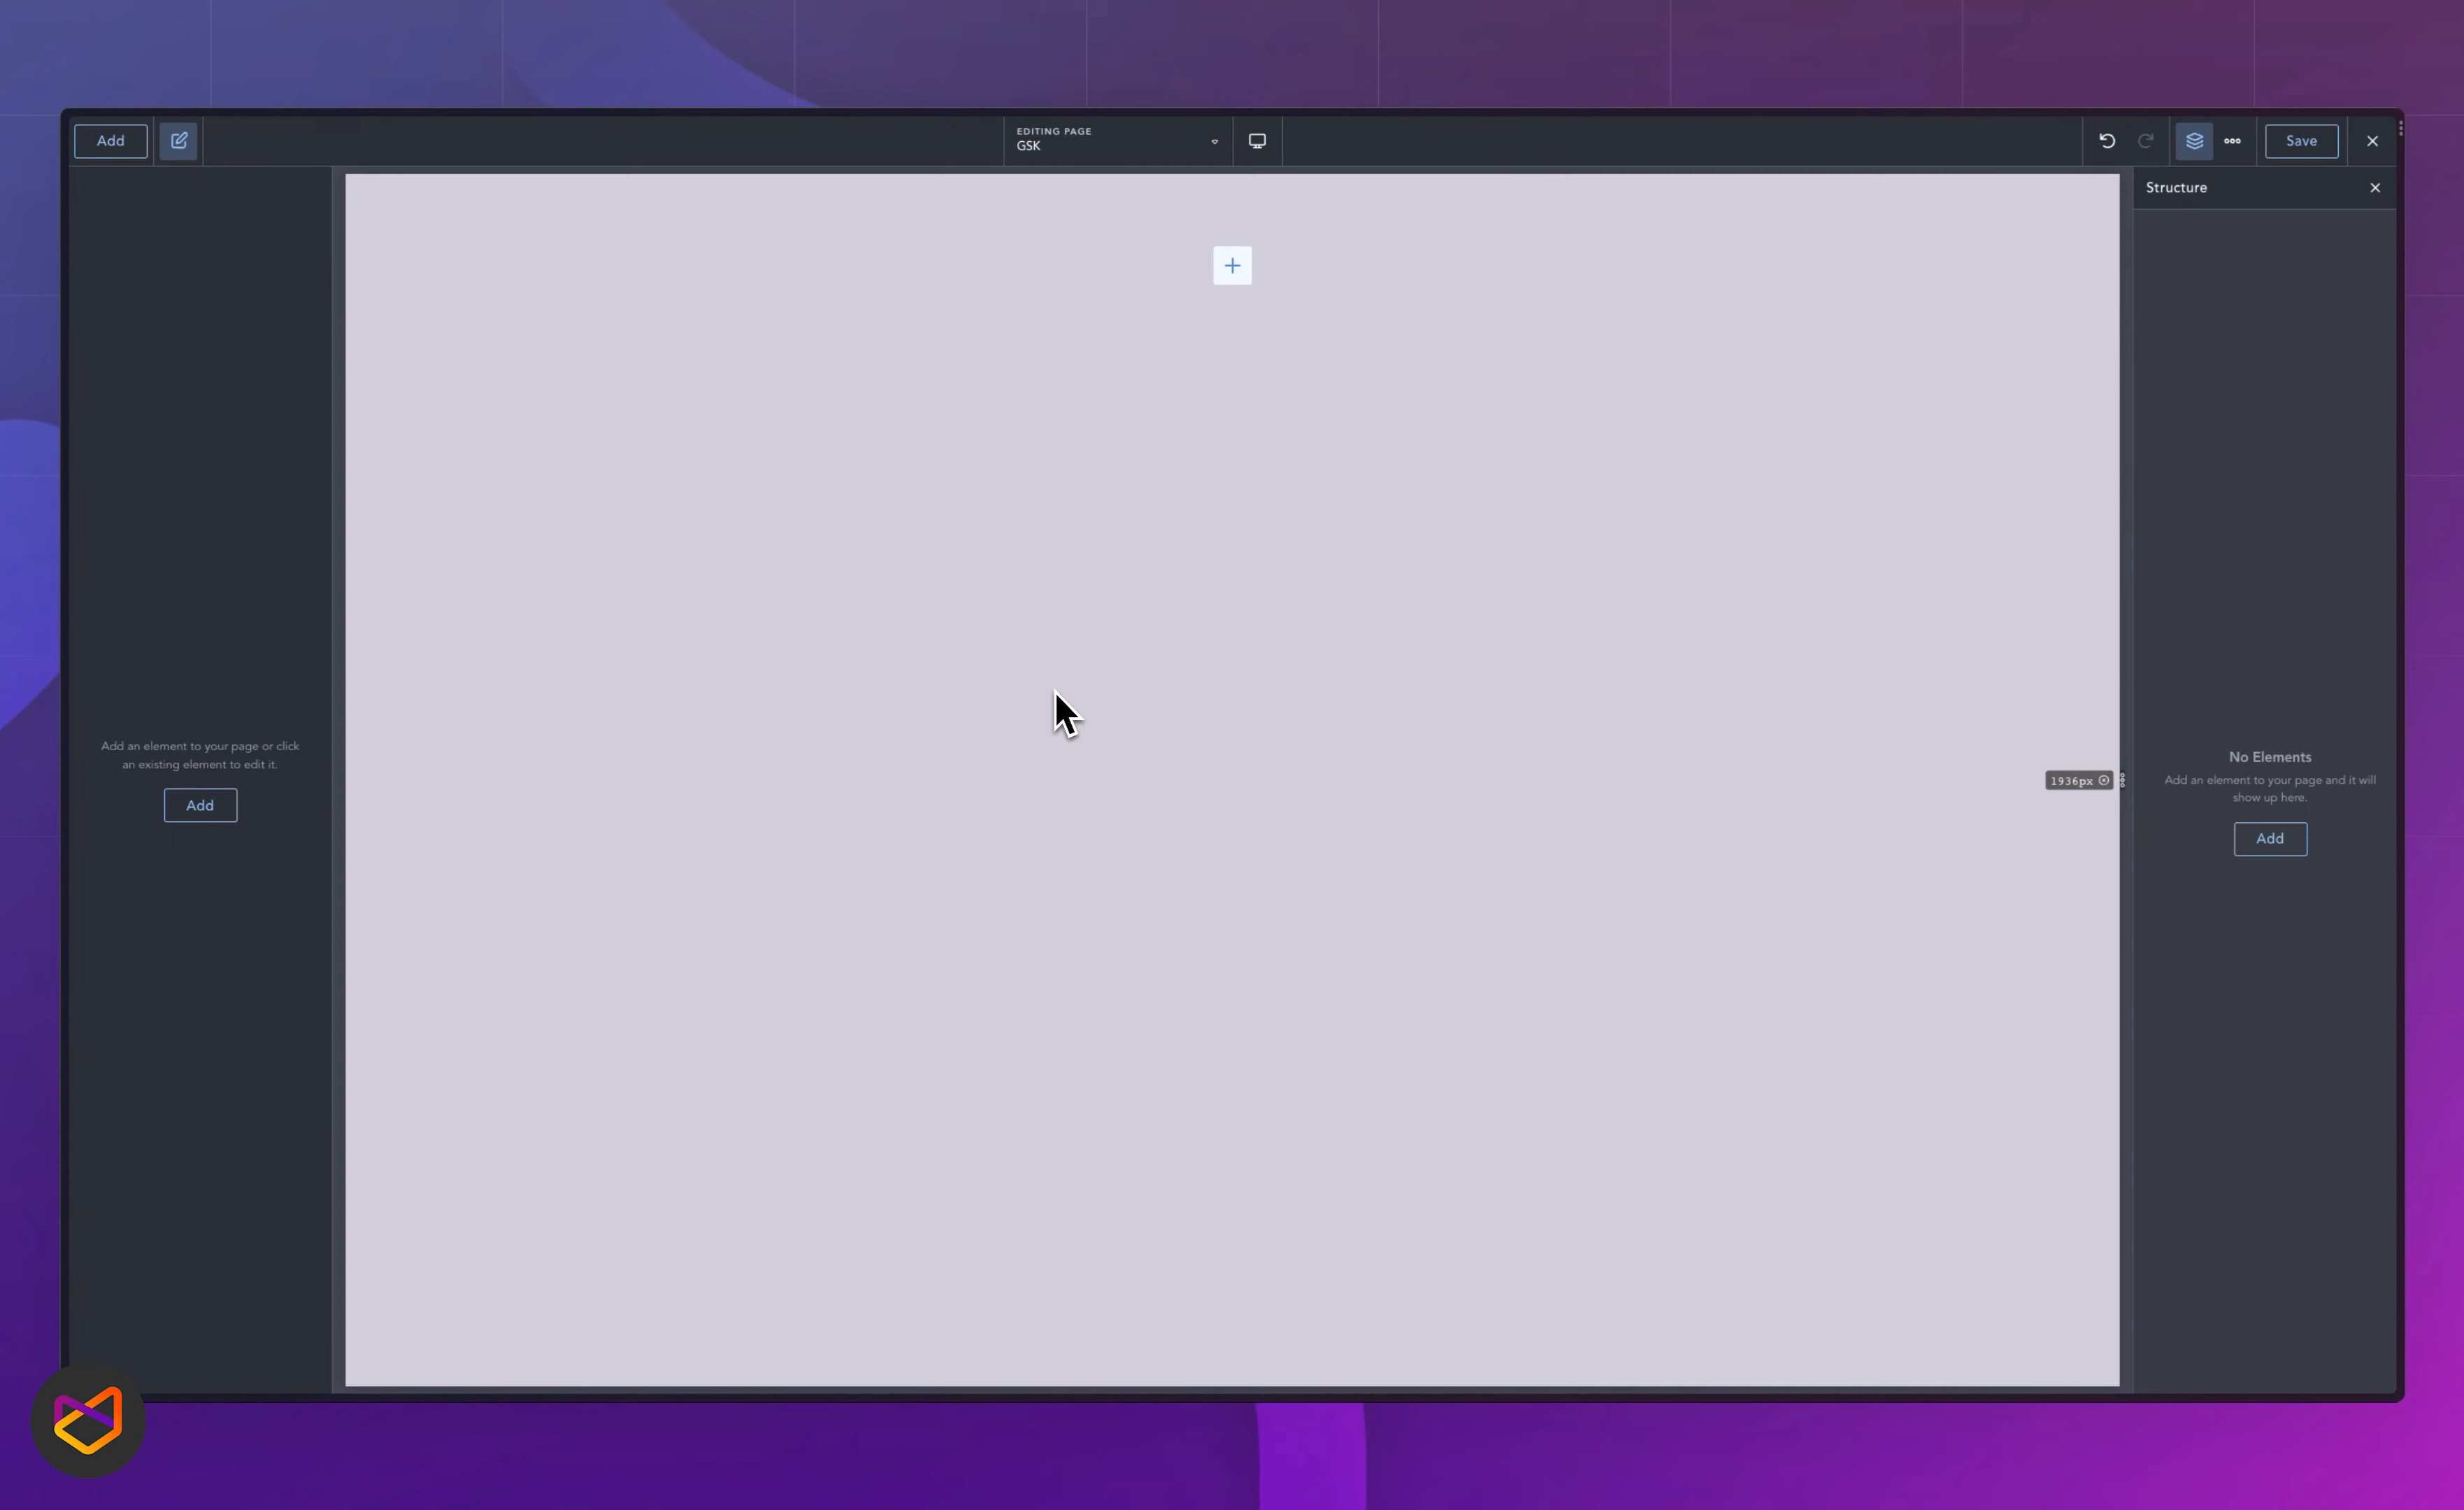 Add
EDITING PAGE
GSK
Save
Structure
Add an element to your page or click
an existing element to edit it.
Add
1936px
No Elements
Add an element to your page and it will
show up here.
Add